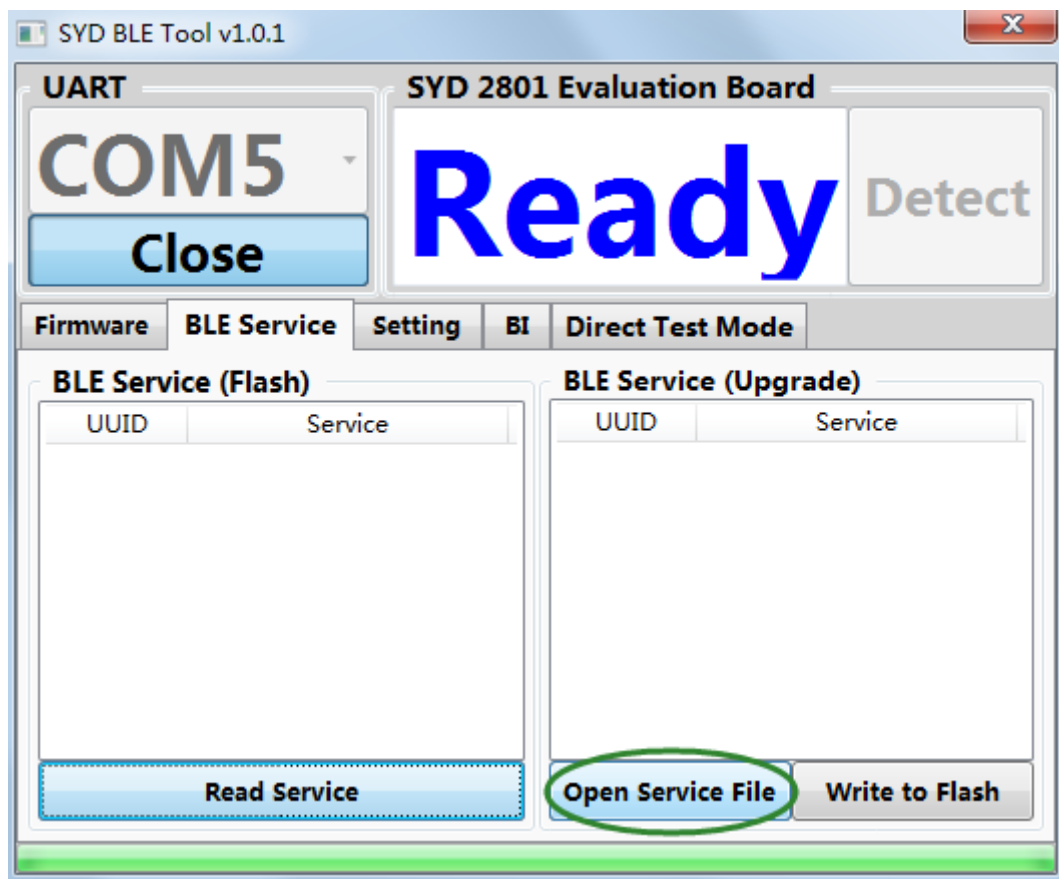 SYD BLE Tool v1.0.1
x
UART
SYD 2801 Evaluation Board
COM5
Ready
Detect
Close
Firmware BLE Service Setting BI Direct Test Mode
BLE Service (Flash)
BLE Service (Upgrade)
UUID Service
UUID Service
Read Service
Open Service File
Write to Flash